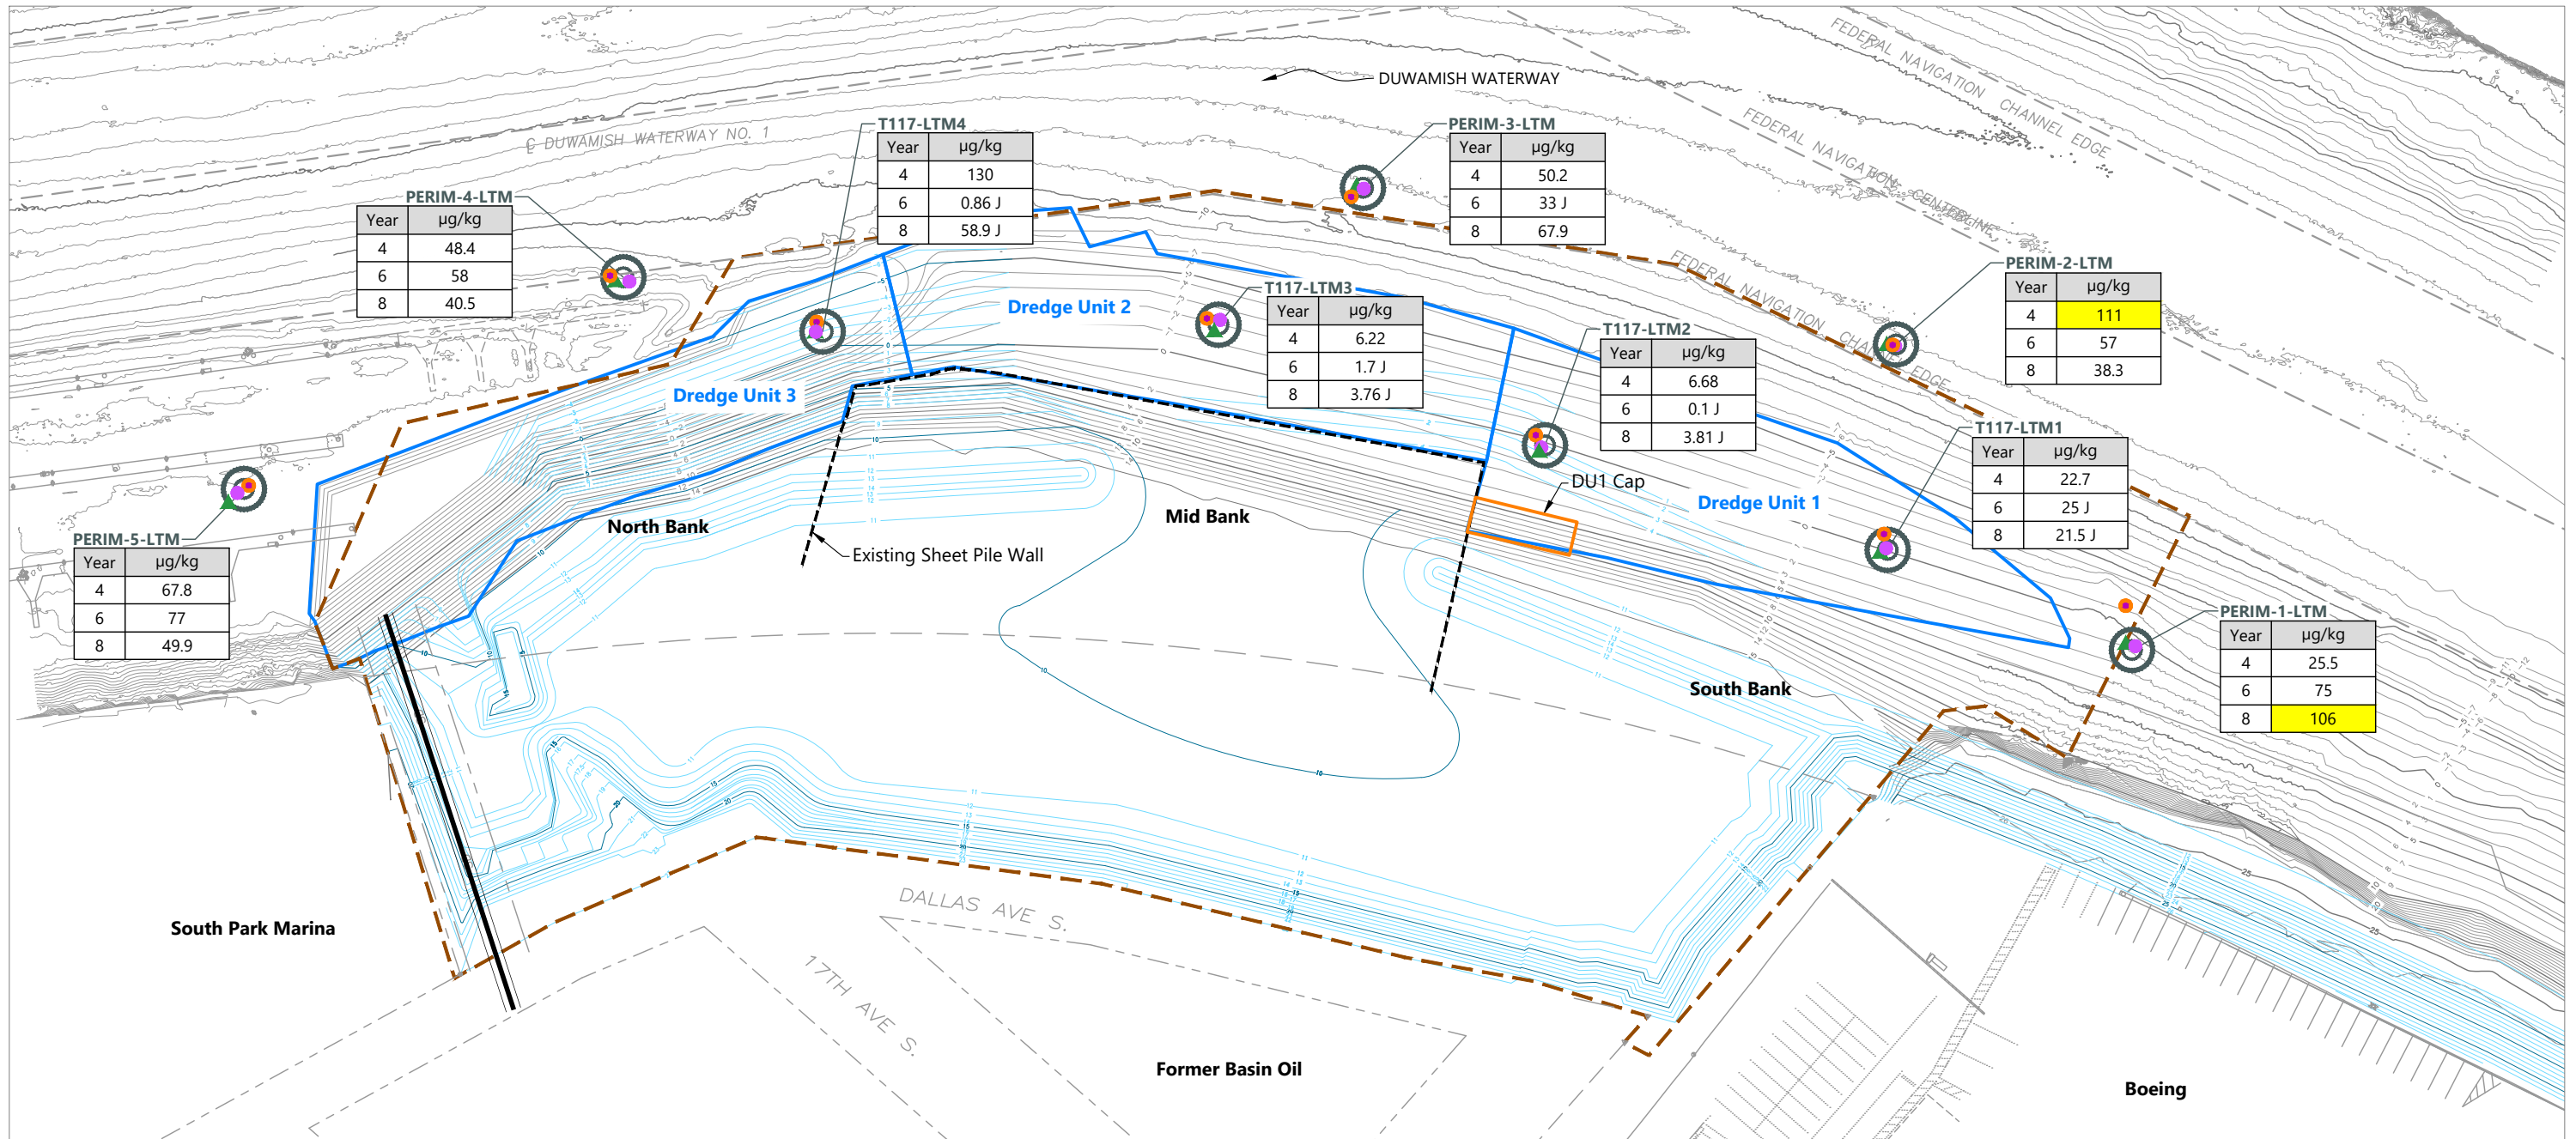 DUWAMISH WATERWAY
FEDERAL NAVIGATION CHANNEL EDGE
FEDERAL NAVIGATION CENTERLINE
FEDERAL NAVIGATION CHANNEL EDGE
℄ DUWAMISH WATERWAY NO. 1
T117-LTM4
Year µg/kg
4 130
6 0.86 J
8 58.9 J
PERIM-3-LTM
Year µg/kg
4 50.2
6 33 J
8 67.9
PERIM-4-LTM
Year µg/kg
4 48.4
6 58
8 40.5
PERIM-2-LTM
Year µg/kg
4 111
6 57
8 38.3
T117-LTM3
Year µg/kg
4 6.22
6 1.7 J
8 3.76 J
T117-LTM2
Year µg/kg
4 6.68
6 0.1 J
8 3.81 J
T117-LTM1
Year µg/kg
4 22.7
6 25 J
8 21.5 J
PERIM-5-LTM
Year µg/kg
4 67.8
6 77
8 49.9
PERIM-1-LTM
Year µg/kg
4 25.5
6 75
8 106
Dredge Unit 2
Dredge Unit 3
Dredge Unit 1
DU1 Cap
North Bank
Mid Bank
South Bank
Existing Sheet Pile Wall
South Park Marina
DALLAS AVE S.
17TH AVE S.
Former Basin Oil
Boeing